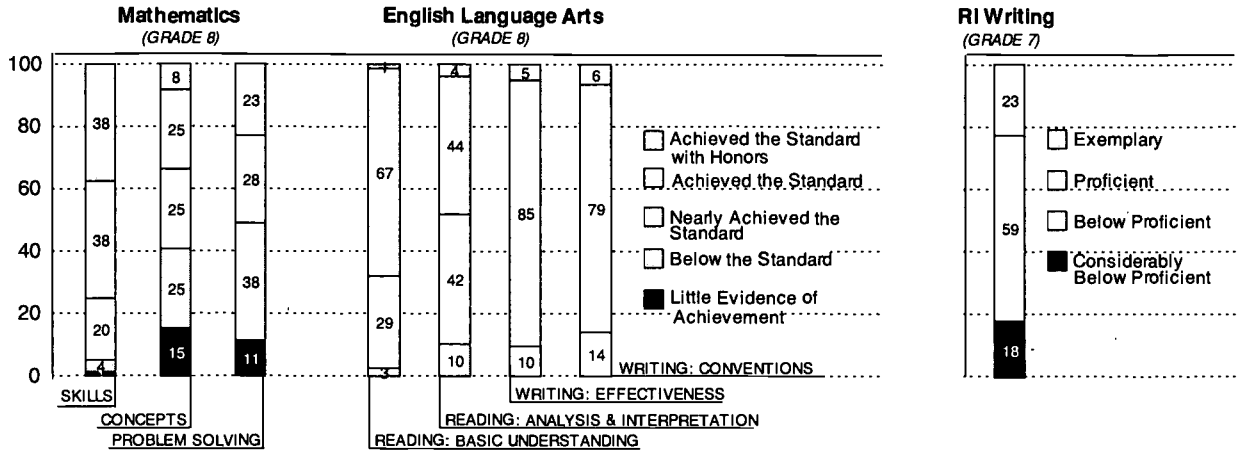 Mathematics
(GRADE 8)
English Language Arts
(GRADE 8)
RI Writing
(GRADE 7)
100
80
60
40
20
0
38
38
20
4
8
25
25
25
15
23
28
38
11
1
67
29
3
4
44
42
10
5
85
10
6
79
14
Achieved the Standard
with Honors
Achieved the Standard
Nearly Achieved the
Standard
Below the Standard
Little Evidence of
Achievement
23
59
18
Exemplary
Proficient
Below Proficient
Considerably
Below Proficient
SKILLS
CONCEPTS
PROBLEM SOLVING
WRITING: CONVENTIONS
WRITING: EFFECTIVENESS
READING: ANALYSIS & INTERPRETATION
READING: BASIC UNDERSTANDING